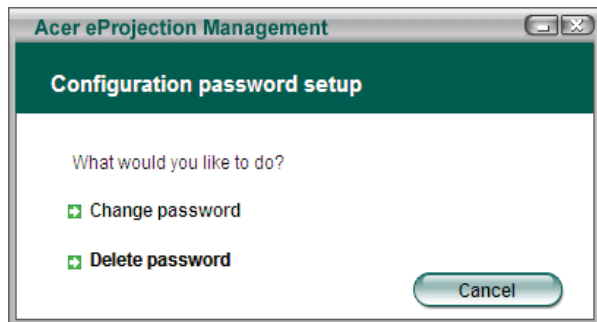 Acer eProjection Management
Configuration password setup
What would you like to do?
Change password
Delete password
Cancel